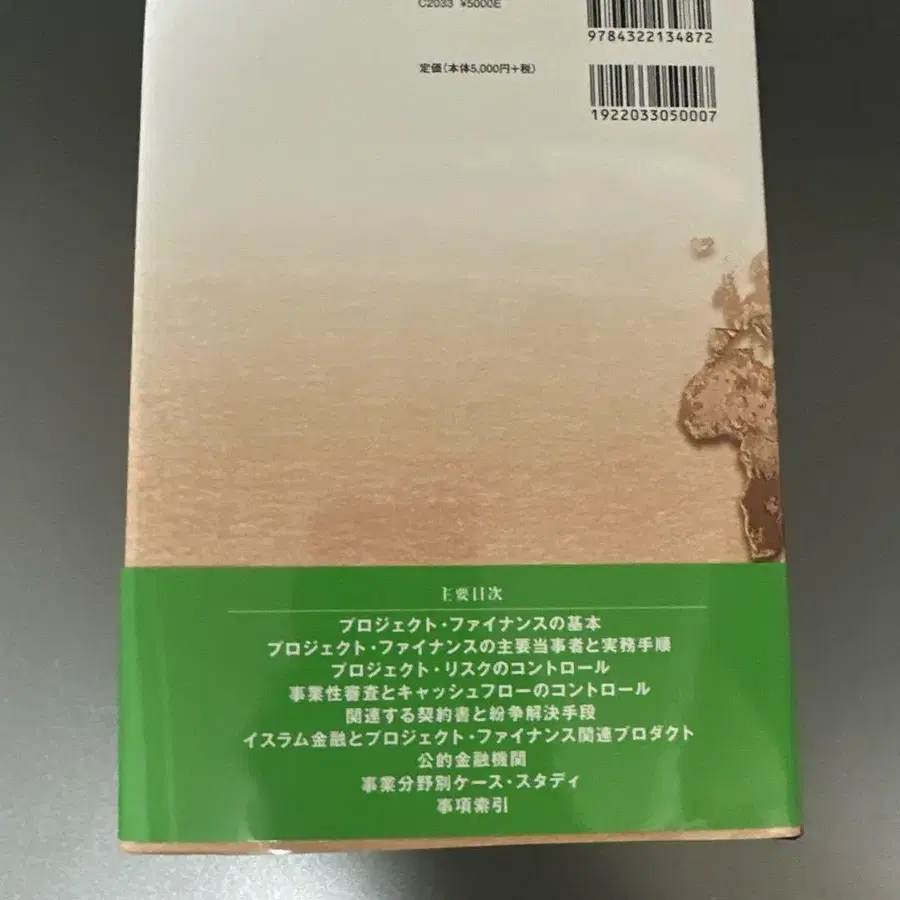 C2033 ¥5000E
9784322134872
定価(本体5,000円+税)
1922033050007
主要目次
プロジェクト・ファイナンスの基本
プロジェクト・ファイナンスの主要当事者と実務手順
プロジェクト・リスクのコントロール
事業性審査とキャッシュフローのコントロール
関連する契約書と紛争解決手段
イスラム金融とプロジェクト・ファイナンス関連プロダクト
公的金融機関
事業分野別ケース・スタディ
事項索引